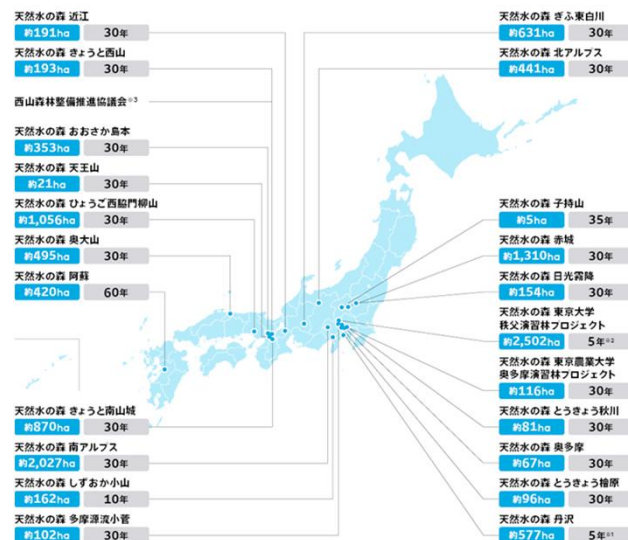 天然水の森 近江
約191ha 30年
天然水の森 きょうと西山
約193ha 30年
西山森林整備推進協議会※3
天然水の森 おおさか島本
約353ha 30年
天然水の森 天王山
約21ha 30年
天然水の森 ひょうご西脇門柳山
約1,056ha 30年
天然水の森 奥大山
約495ha 30年
天然水の森 阿蘇
約420ha 60年
天然水の森 きょうと南山城
約870ha 30年
天然水の森 南アルプス
約2,027ha 30年
天然水の森 しずおか小山
約162ha 10年
天然水の森 多摩源流小菅
約102ha 30年
天然水の森 ぎふ東白川
約631ha 30年
天然水の森 北アルプス
約441ha 30年
天然水の森 子持山
約5ha 35年
天然水の森 赤城
約1,310ha 30年
天然水の森 日光霧降
約154ha 30年
天然水の森 東京大学
秩父演習林プロジェクト
約2,502ha 5年※2
天然水の森 東京農業大学
奥多摩演習林プロジェクト
約116ha 30年
天然水の森 とうきょう秋川
約81ha 30年
天然水の森 奥多摩
約67ha 30年
天然水の森 とうきょう檜原
約96ha 30年
天然水の森 丹沢
約577ha 5年※1